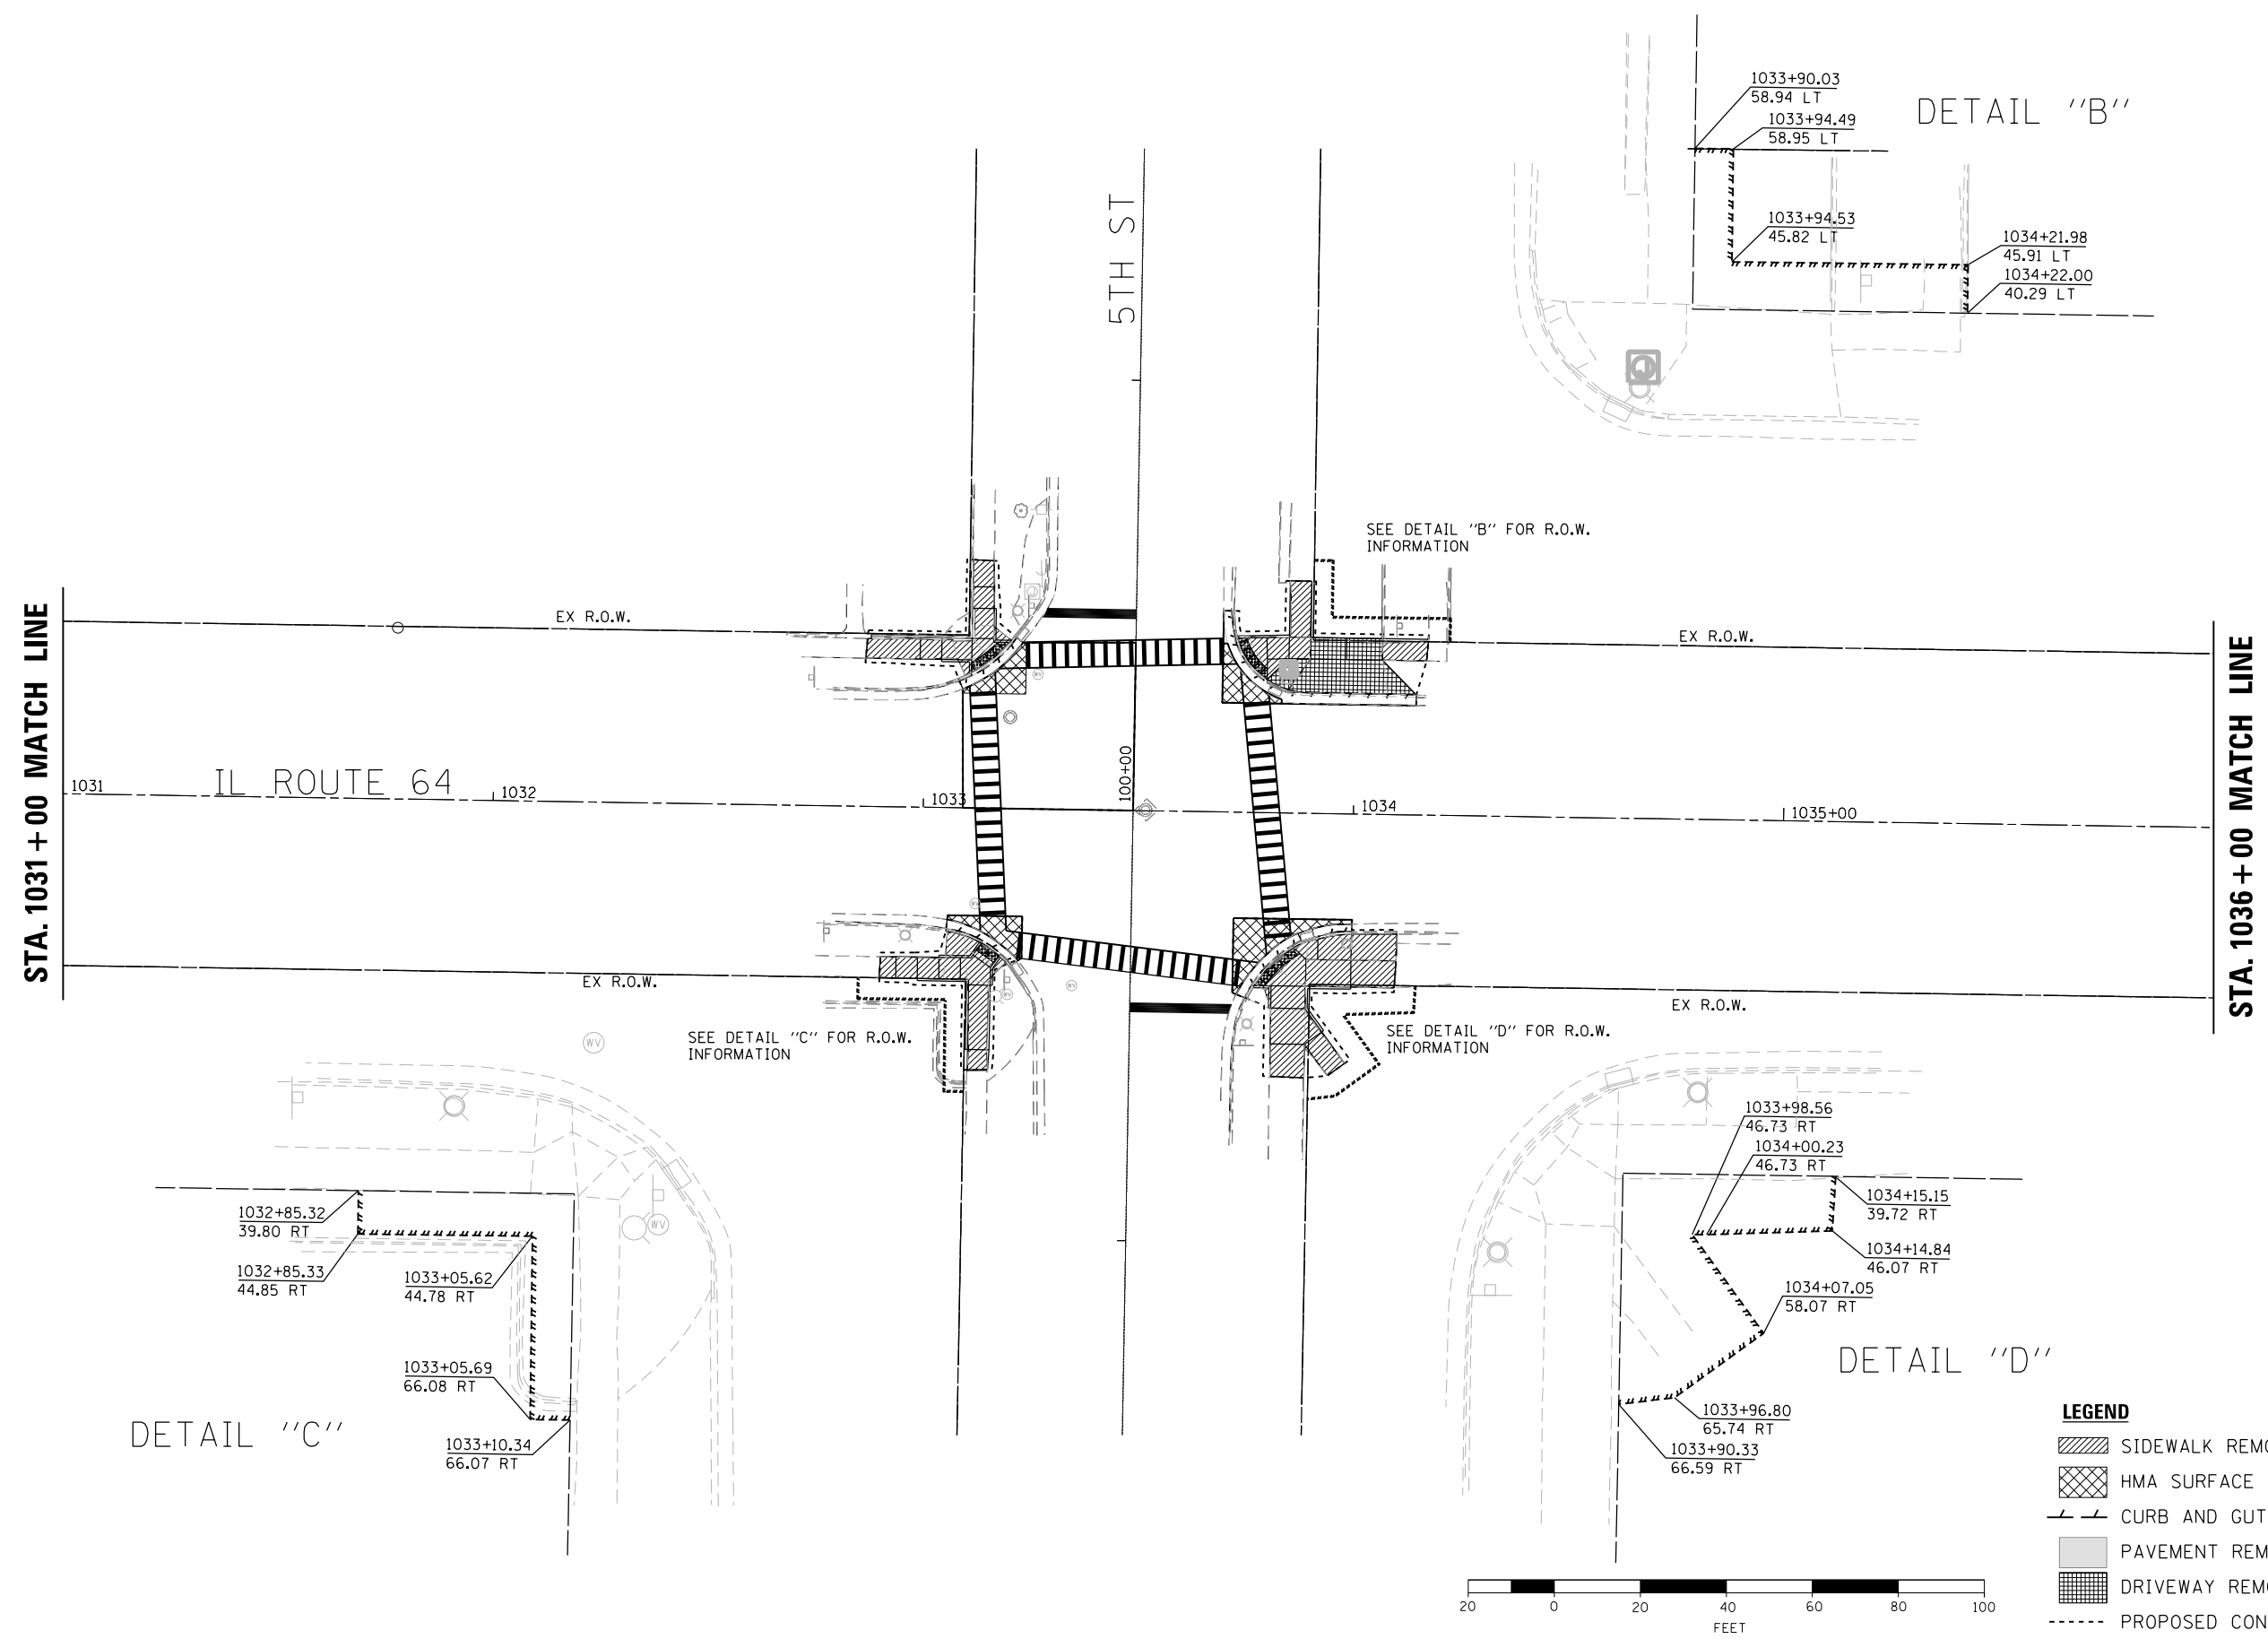 1033+90.03
58.94 LT
DETAIL "B"
1033+94.49
58.95 LT
1033+94.53
45.82 LT
1034+21.98
45.91 LT
1034+22.00
40.29 LT
5TH ST
SEE DETAIL "B" FOR R.O.W.
INFORMATION
STA. 1031+00 MATCH LINE
EX R.O.W.
EX R.O.W.
STA. 1036+00 MATCH LINE
IL ROUTE 64
1031
1032
1033
100+00
1034
1035+00
WV
WV
EX R.O.W.
WV
WV
EX R.O.W.
SEE DETAIL "C" FOR R.O.W.
INFORMATION
SEE DETAIL "D" FOR R.O.W.
INFORMATION
WV
1033+98.56
46.73 RT
1034+00.23
46.73 RT
1034+15.15
39.72 RT
1034+14.84
46.07 RT
1034+07.05
58.07 RT
1033+96.80
65.74 RT
1033+90.33
66.59 RT
DETAIL "D"
1032+85.32
39.80 RT
WV
1032+85.33
44.85 RT
1033+05.62
44.78 RT
1033+05.69
66.08 RT
1033+10.34
66.07 RT
DETAIL "C"
LEGEND
SIDEWALK REMO
HMA SURFACE
CURB AND GUT
PAVEMENT REM
DRIVEWAY REMO
PROPOSED CON
20 0 20 40 60 80 100
FEET